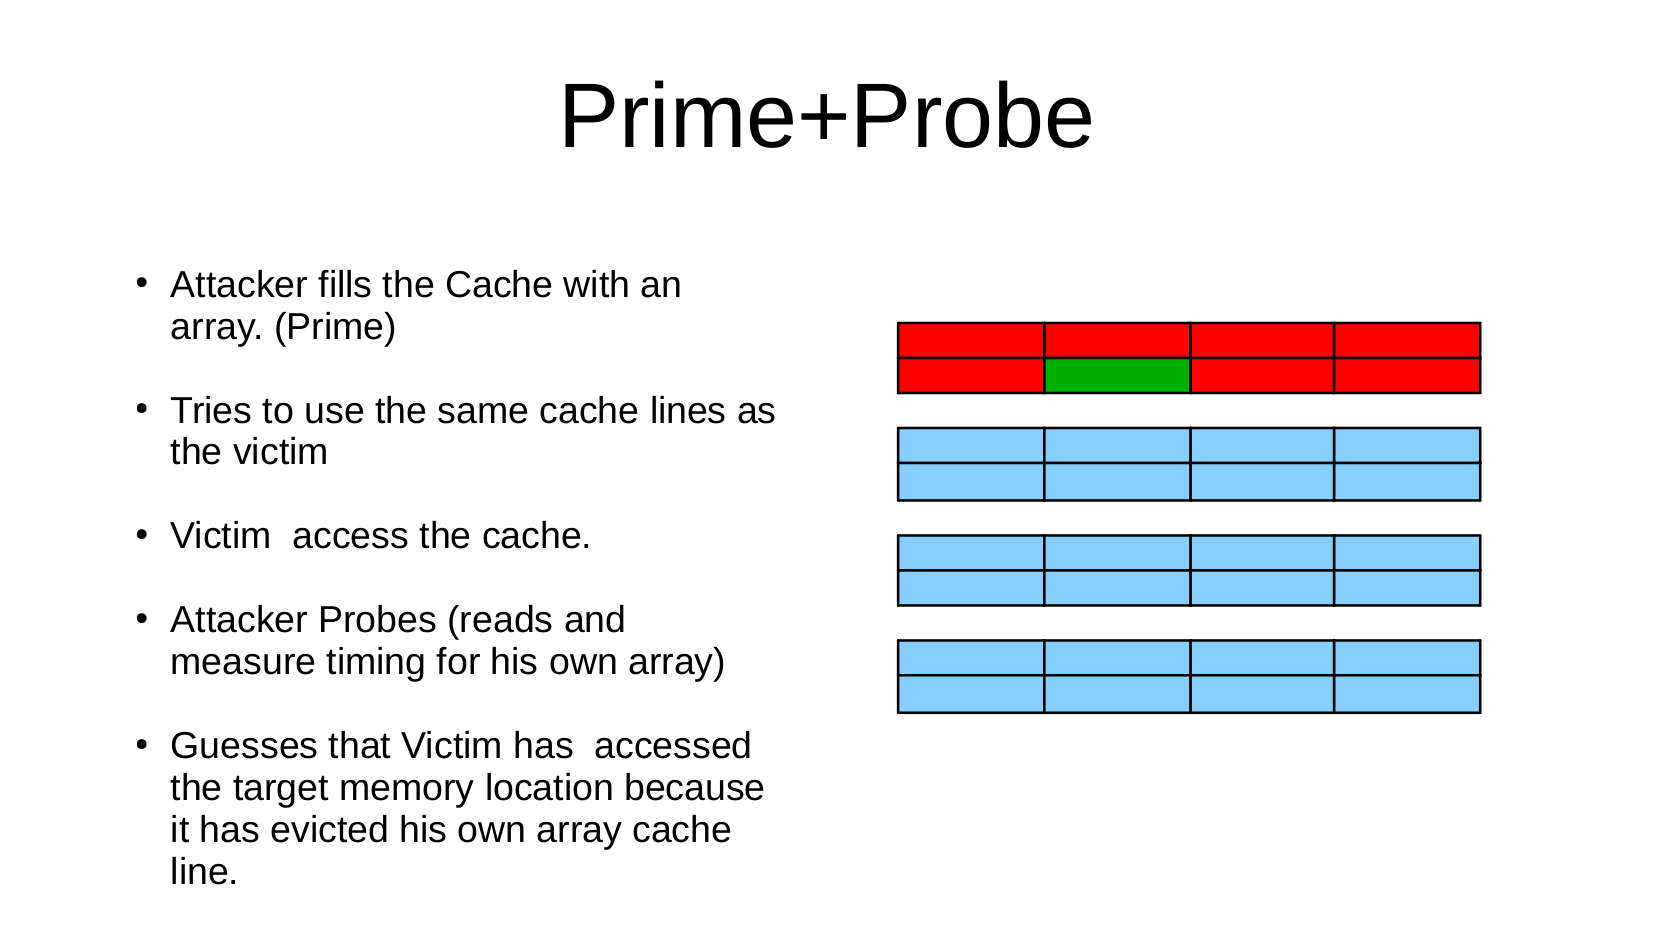 Prime+Probe
• Attacker fills the Cache with an
array. (Prime)
• Tries to use the same cache lines as
the victim
• Victim  access the cache.
• Attacker Probes (reads and
measure timing for his own array)
• Guesses that Victim has  accessed
the target memory location because
it has evicted his own array cache
line.